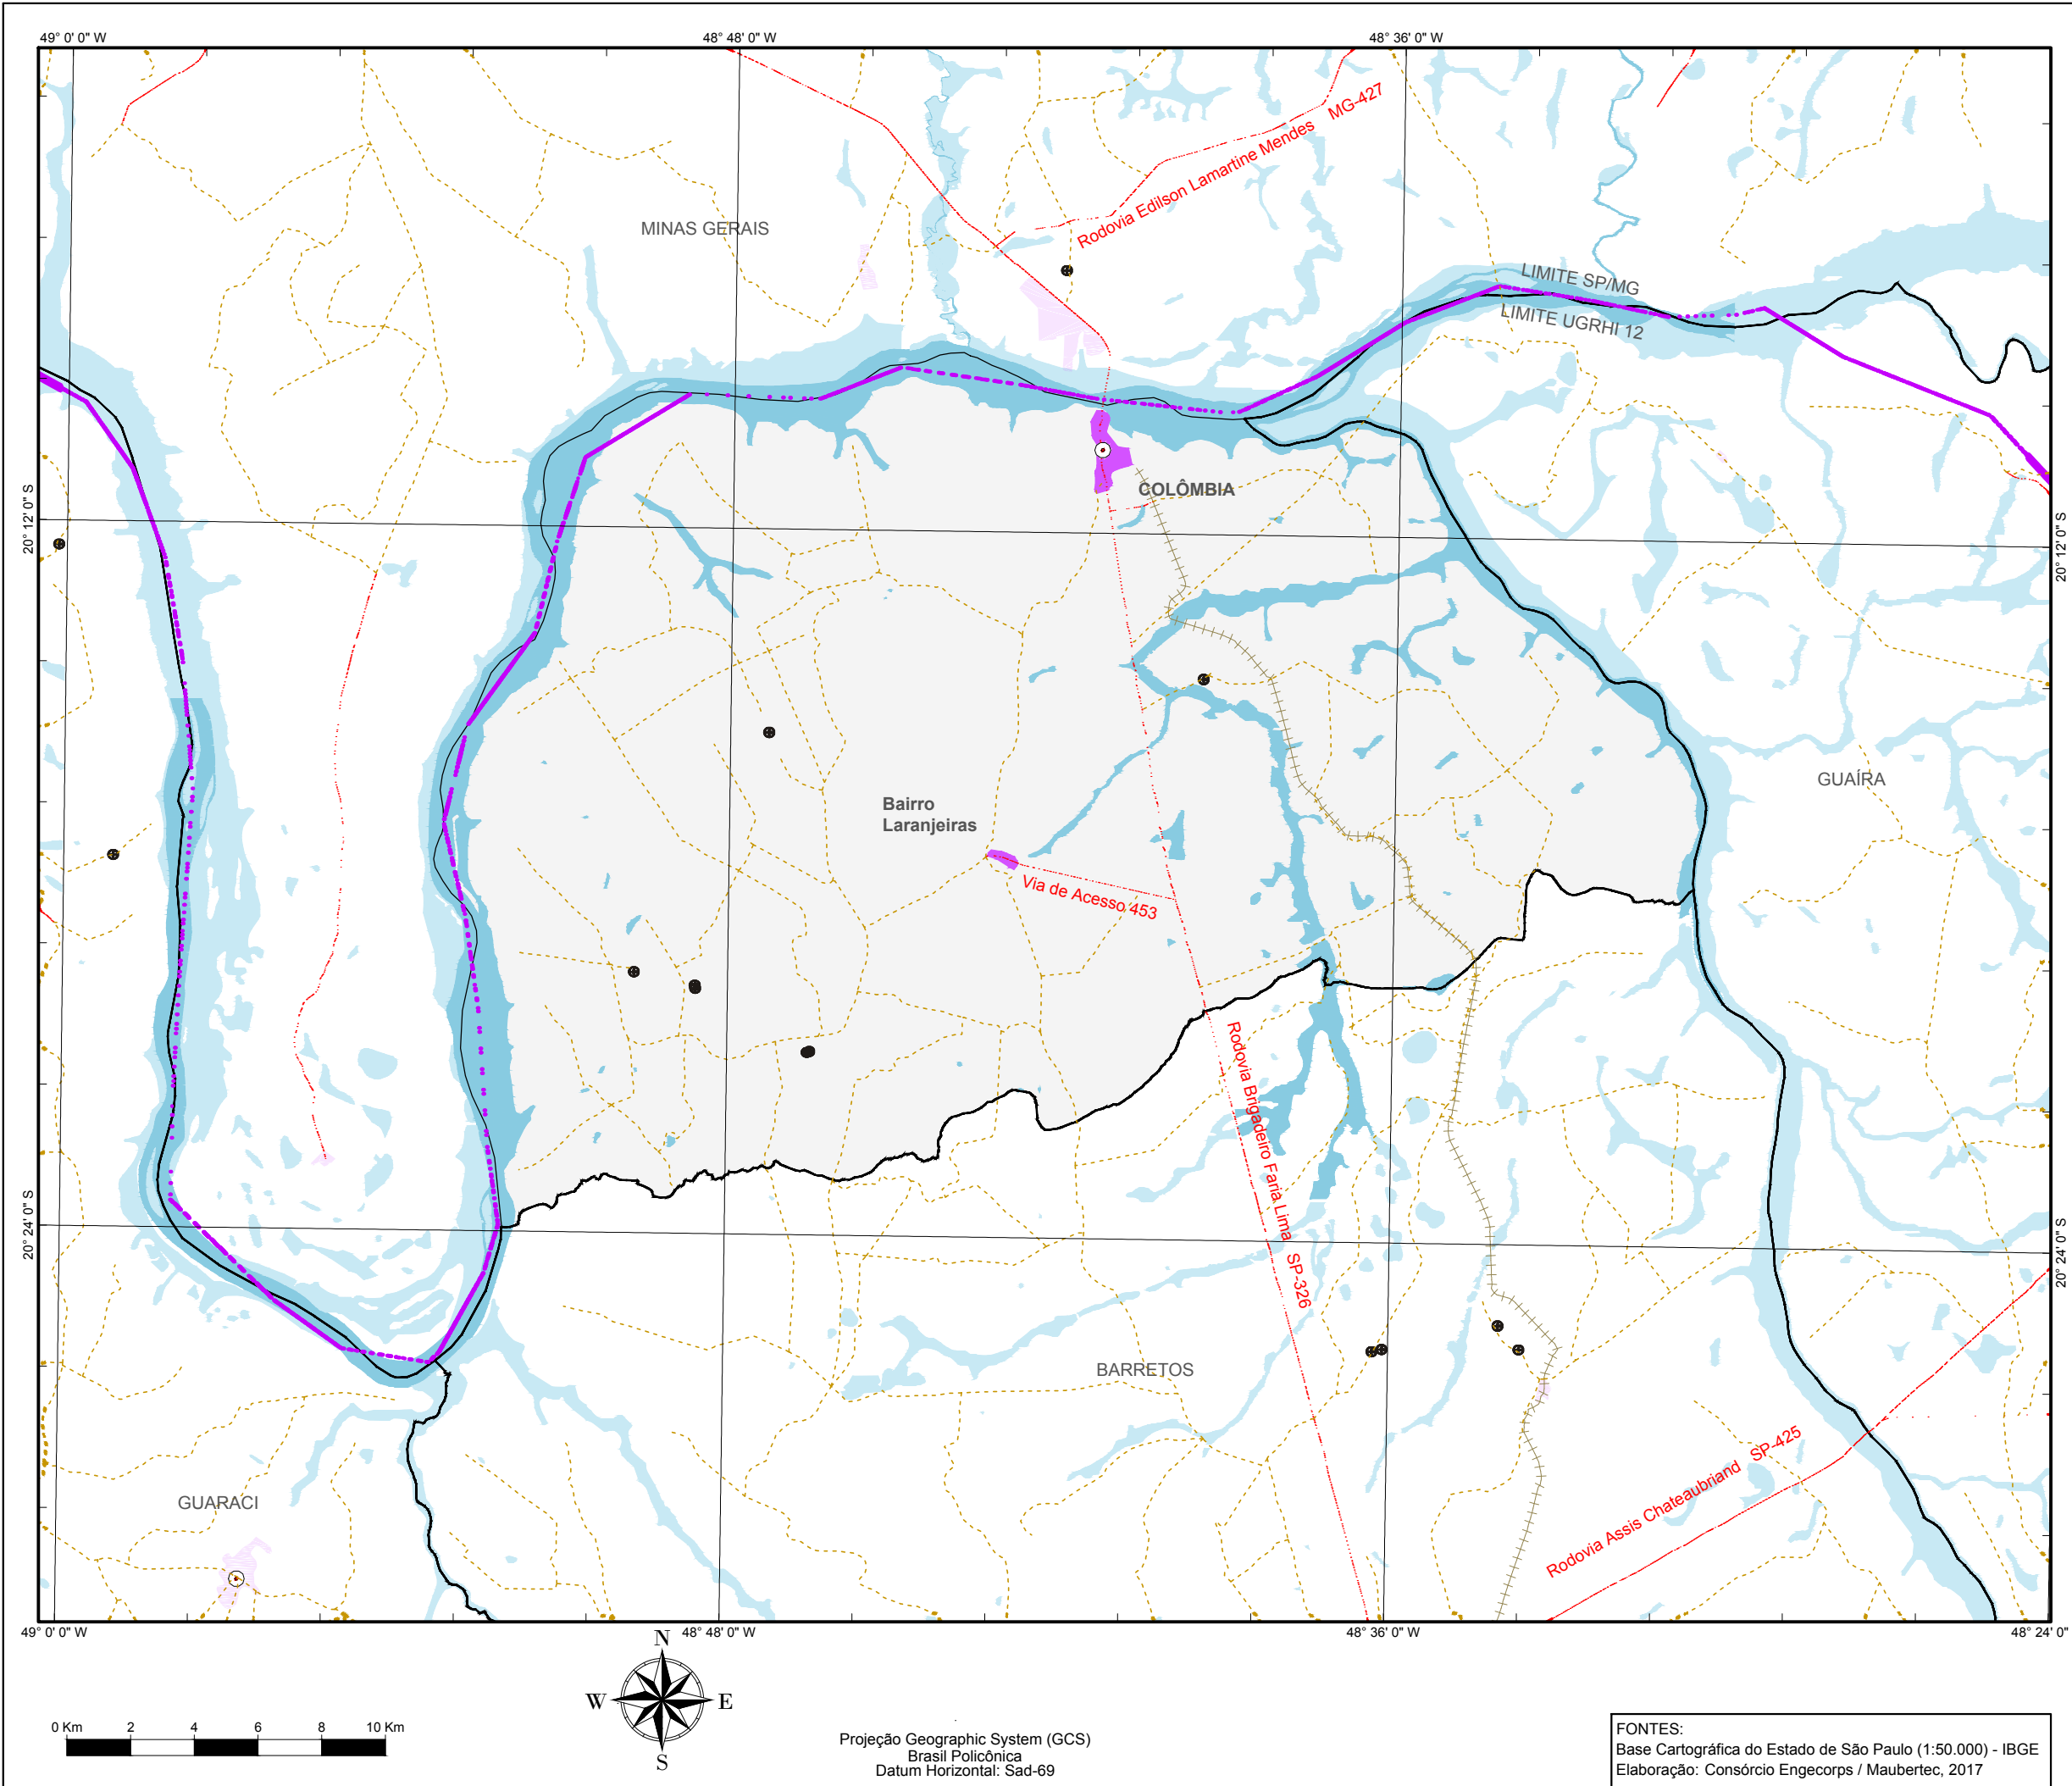 49° 0' 0" W
48° 48' 0" W
48° 36' 0" W
Rodovia Edilson Lamartine Mendes MG-427
MINAS GERAIS
LIMITE SP/MG
LIMITE UGRHI 12
COLÔMBIA
20° 12' 0" S
20° 12' 0" S
GUAÍRA
Bairro
Laranjeiras
Via de Acesso 453
Rodovia Brigadeiro Faria Lima SP-326
20° 24' 0" S
20° 24' 0" S
BARRETOS
Rodovia Assis Chateaubriand SP-425
GUARACI
49° 0' 0" W
48° 48' 0" W
48° 36' 0" W
48° 24' 0"
N
W E
S
0 Km 2 4 6 8 10 Km
Projeção Geographic System (GCS)
Brasil Policônica
Datum Horizontal: Sad-69
FONTES:
Base Cartográfica do Estado de São Paulo (1:50.000) - IBGE
Elaboração: Consórcio Engecorps / Maubertec, 2017